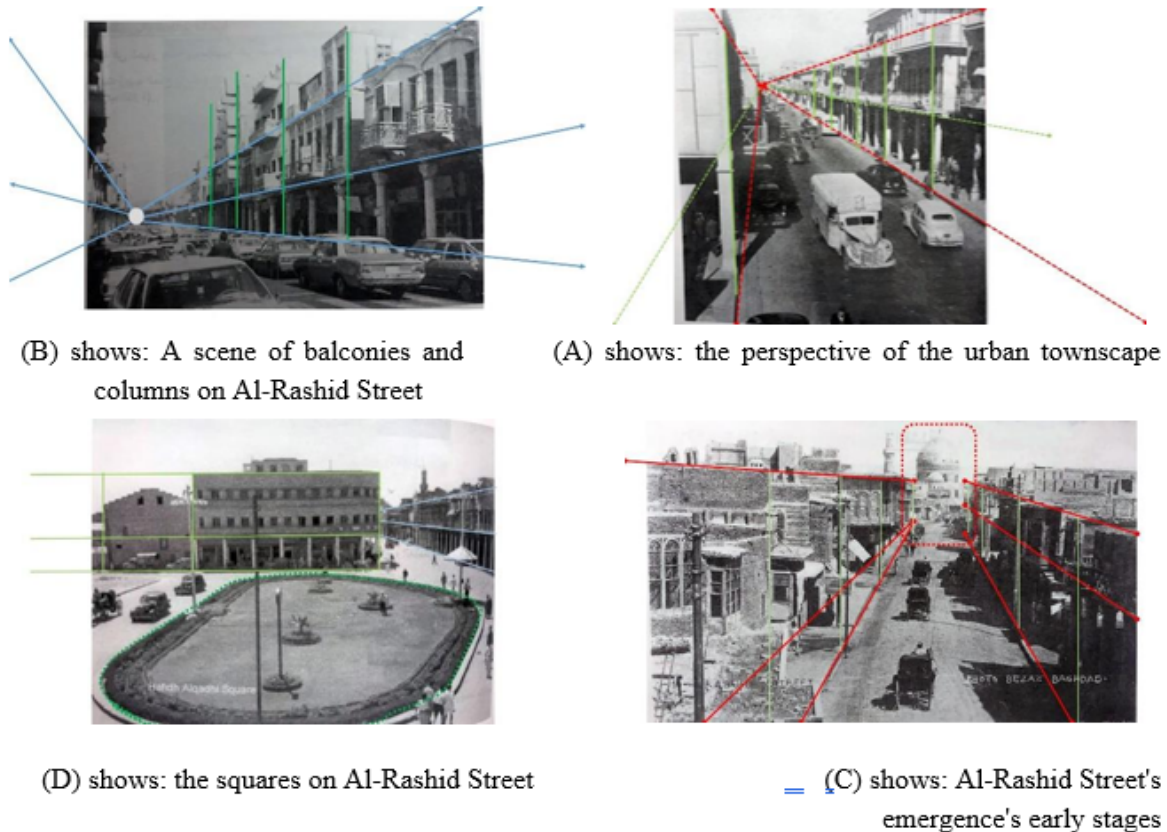 (B) shows: A scene of balconies and
columns on Al-Rashid Street
(A) shows: the perspective of the urban townscape
Hafidh Alqadhi Square
PHOTO BELAX BAGHDAD.
(D) shows: the squares on Al-Rashid Street
(C) shows: Al-Rashid Street's
emergence's early stages